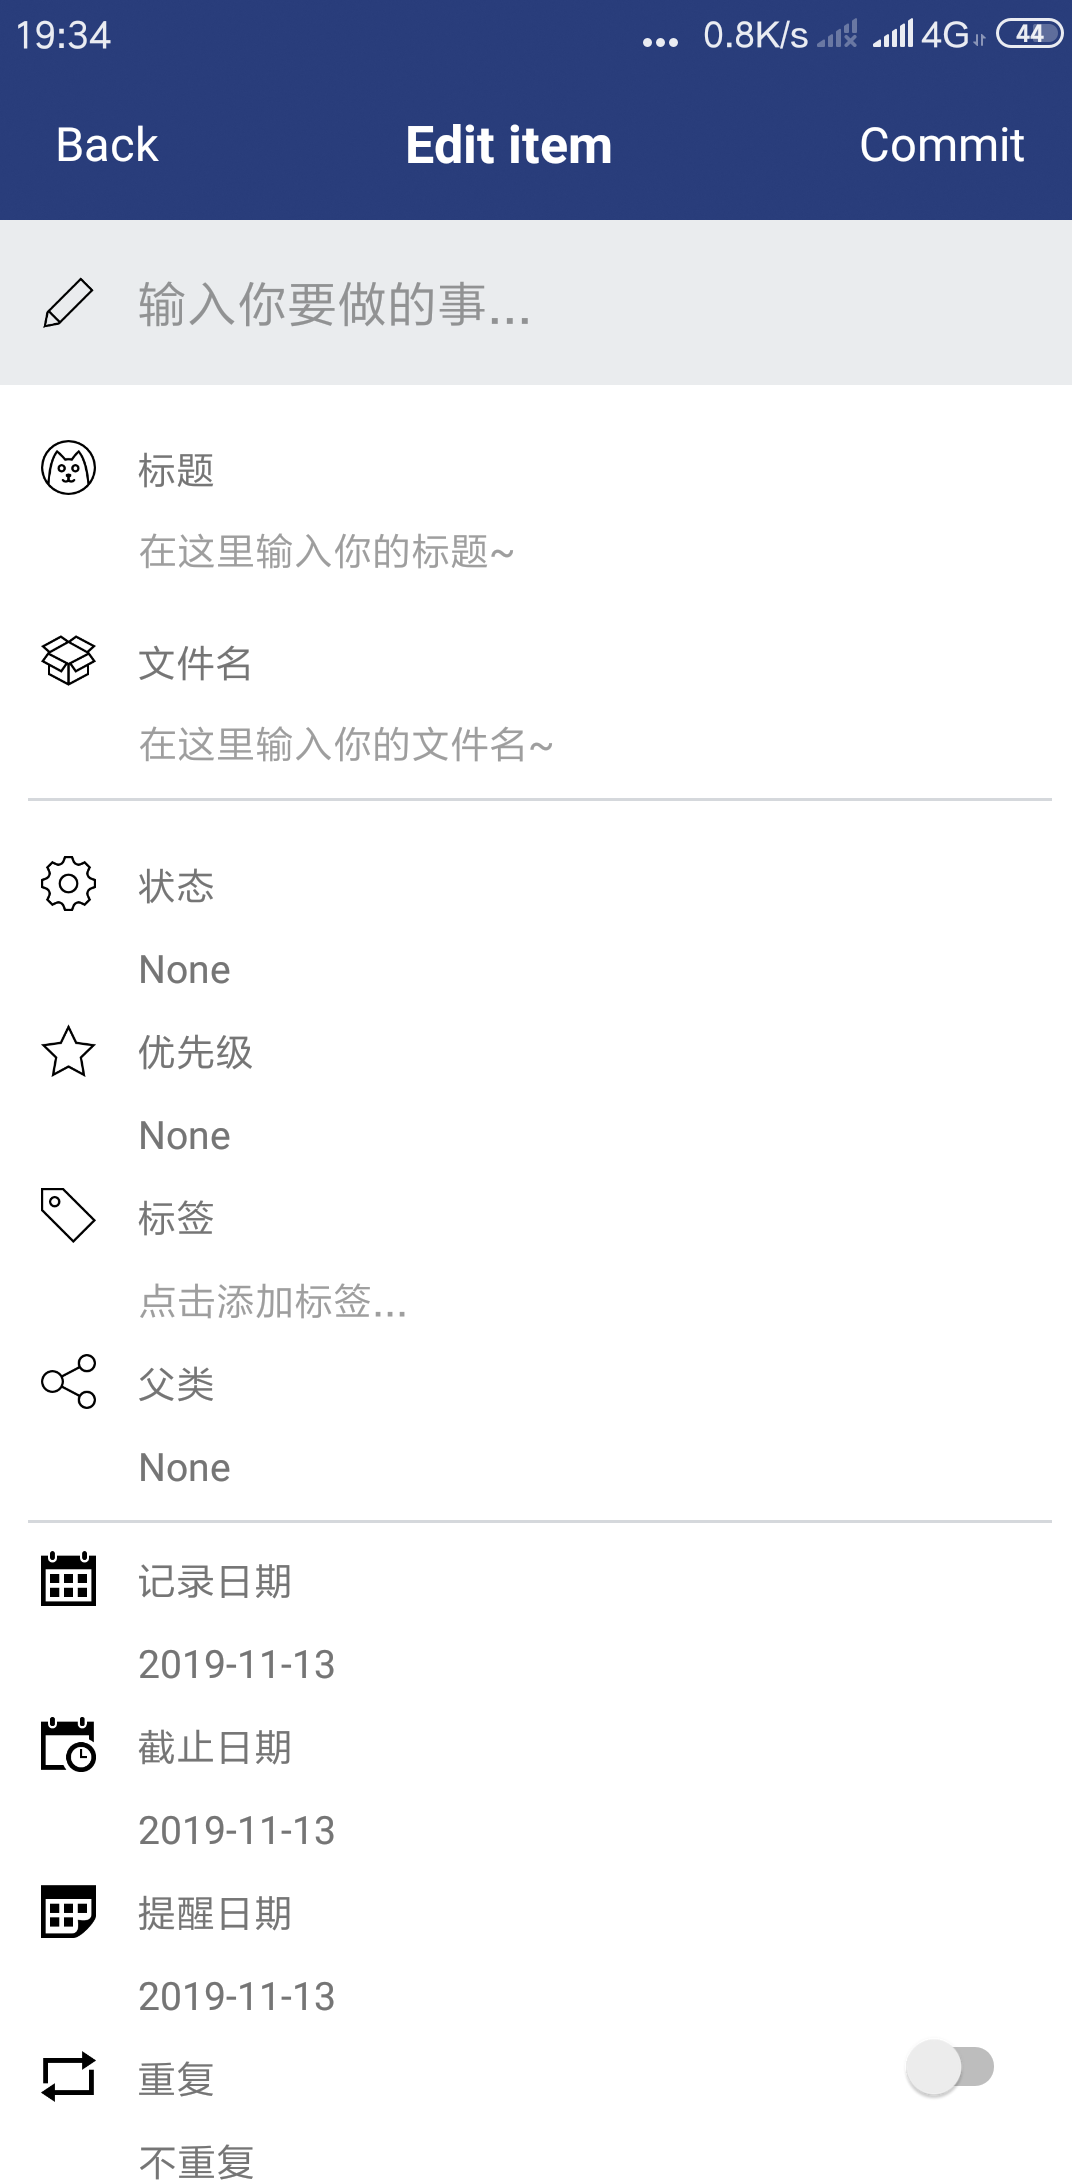 19:34 ... 0.8K/s 4G 44
Back Edit item Commit
输入你要做的事...
标题
在这里输入你的标题~
文件名
在这里输入你的文件名~
状态
None
优先级
None
标签
点击添加标签...
父类
None
记录日期
2019-11-13
截止日期
2019-11-13
提醒日期
2019-11-13
重复
不重复